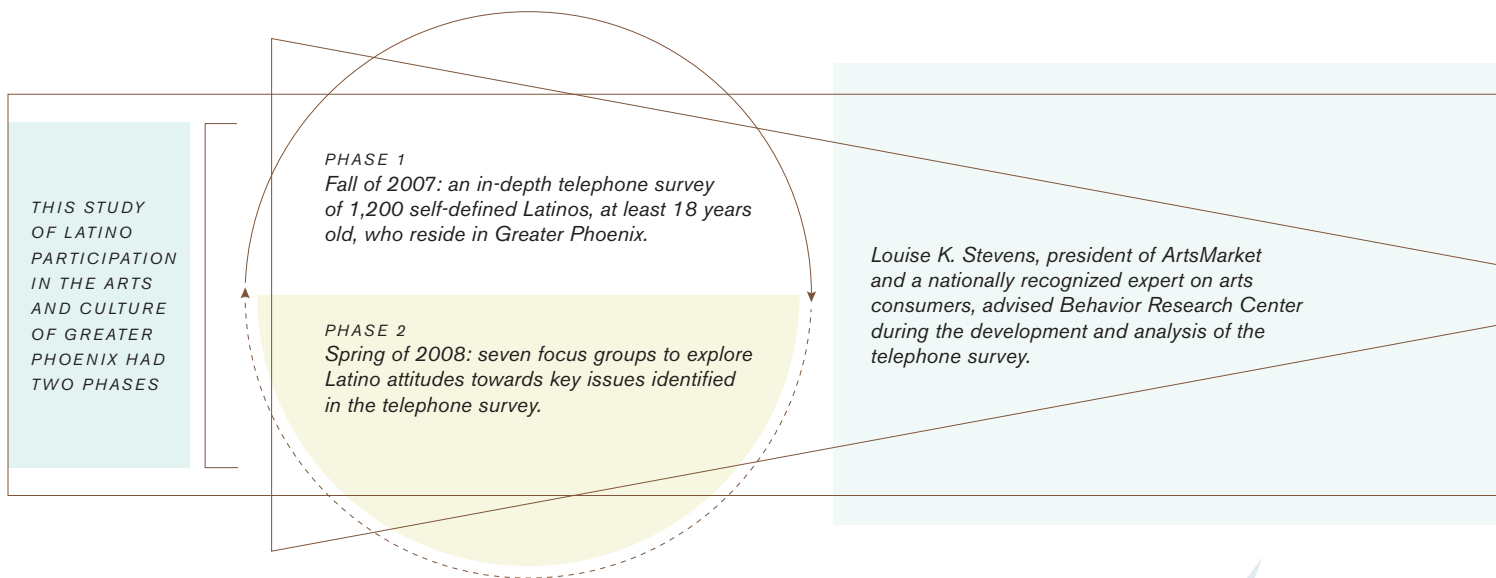 THIS STUDY
OF LATINO
PARTICIPATION
IN THE ARTS
AND CULTURE
OF GREATER
PHOENIX HAD
TWO PHASES
PHASE 1
Fall of 2007: an in-depth telephone survey
of 1,200 self-defined Latinos, at least 18 years
old, who reside in Greater Phoenix.
PHASE 2
Spring of 2008: seven focus groups to explore
Latino attitudes towards key issues identified
in the telephone survey.
Louise K. Stevens, president of ArtsMarket
and a nationally recognized expert on arts
consumers, advised Behavior Research Center
during the development and analysis of the
telephone survey.